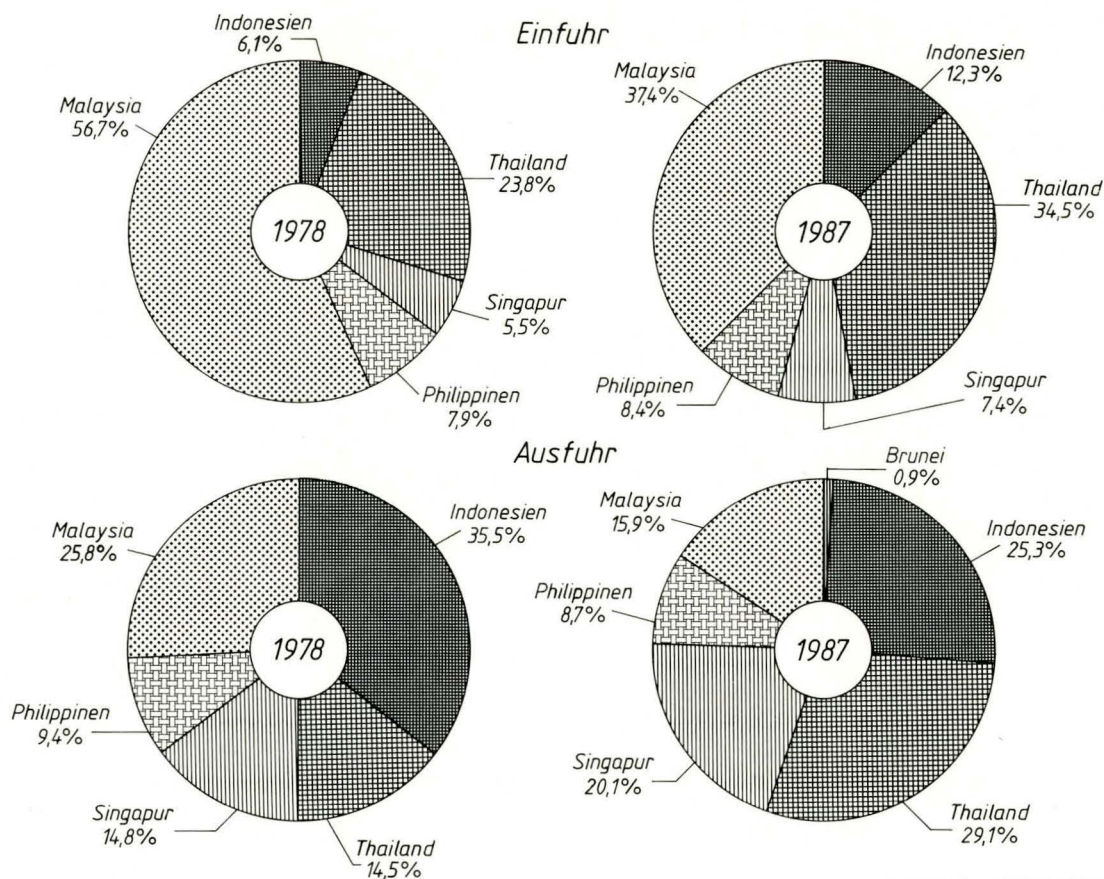 Einfuhr
Indonesien
6,1%
Malaysia
56,7%
Thailand
23,8%
1978
Singapur
5,5%
Philippinen
7,9%
Indonesien
12,3%
Malaysia
37,4%
Thailand
34,5%
1987
Singapur
7,4%
Philippinen
8,4%
Ausfuhr
Malaysia
25,8%
Indonesien
35,5%
1978
Philippinen
9,4%
Singapur
14,8%
Thailand
14,5%
Brunei
0,9%
Malaysia
15,9%
Indonesien
25,3%
Philippinen
8,7%
1987
Singapur
20,1%
Thailand
29,1%